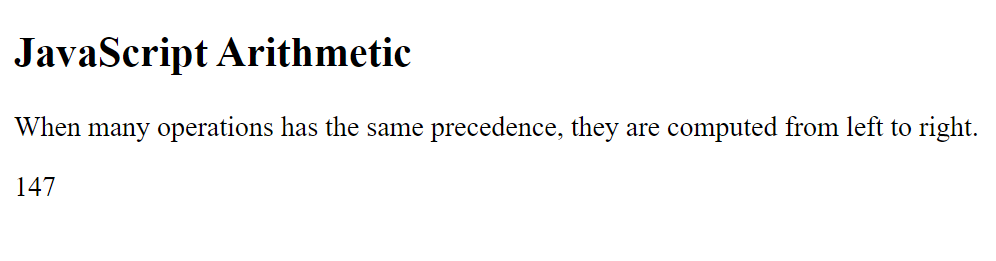 JavaScript Arithmetic
When many operations has the same precedence, they are computed from left to right.
147